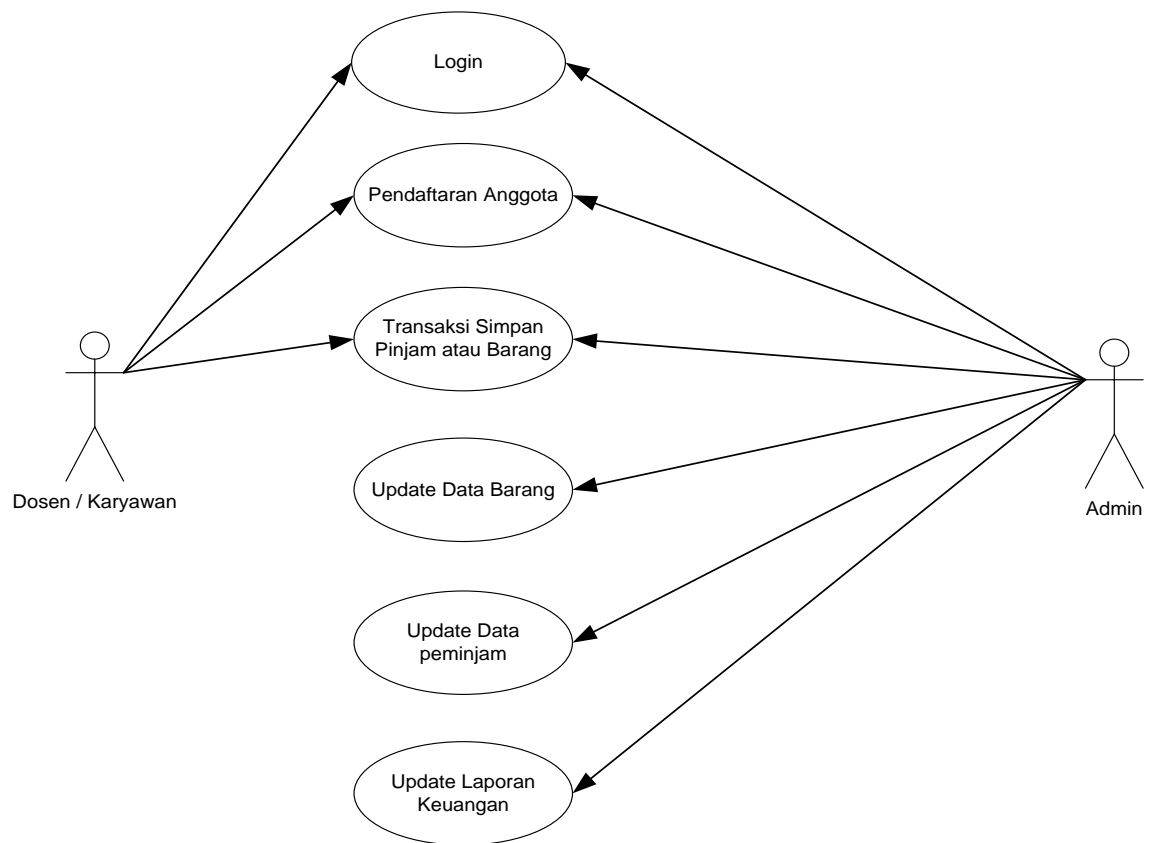 Login
Pendaftaran Anggota
Transaksi Simpan
Pinjam atau Barang
Dosen / Karyawan
Admin
Update Data Barang
Update Data
peminjam
Update Laporan
Keuangan